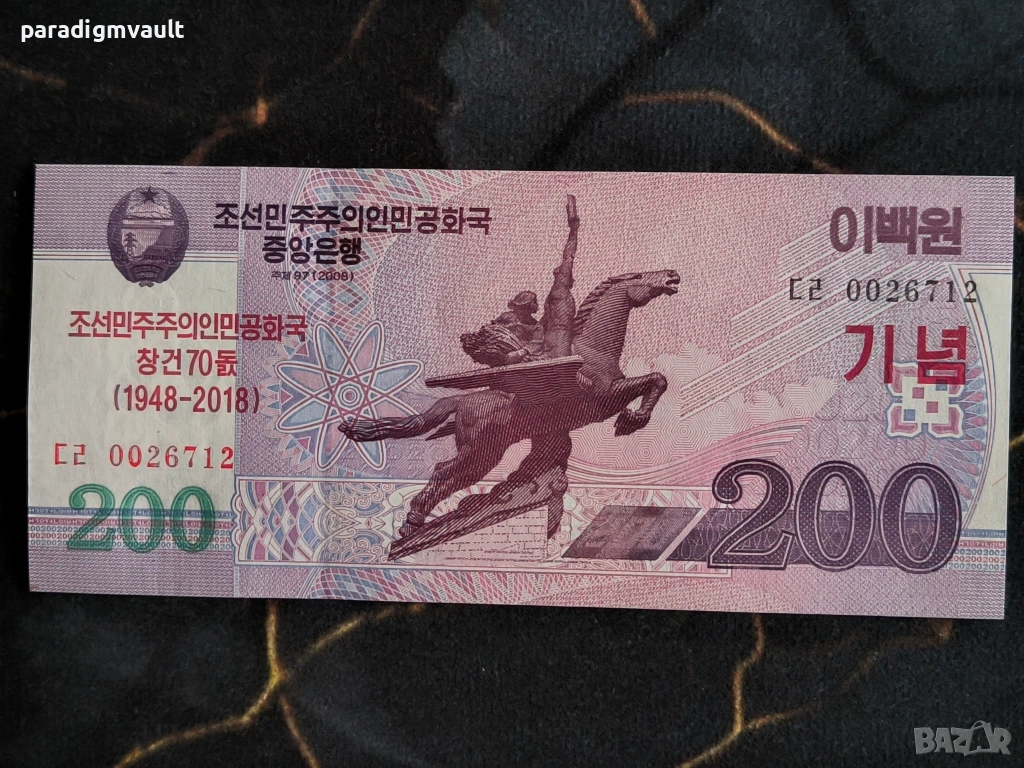 paradigmvault
조선민주주의인민공화국
중앙은행
주체97(2008)
이백원
ㄷㄹ 0026712
조선민주주의인민공화국
창건70돐
(1948-2018)
기념
ㄷㄹ 0026712
200
200
BAZAR